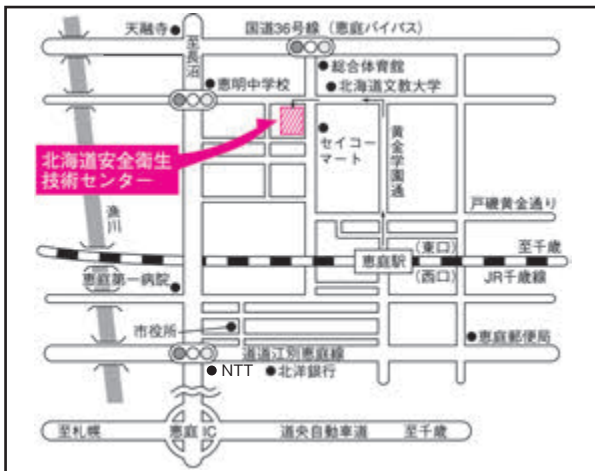 天融寺
国道36号線（恵庭バイパス）
至長沼
総合体育館
恵明中学校
北海道文教大学
北海道安全衛生
技術センター
セイコー
マート
黄金学園通
戸磯黄金通り
漁川
（東口）
至千歳
恵庭駅
（西口）
JR千歳線
恵庭第一病院
市役所
恵庭郵便局
道道江別恵庭線
NTT
北洋銀行
至札幌
恵庭IC
道央自動車道
至千歳